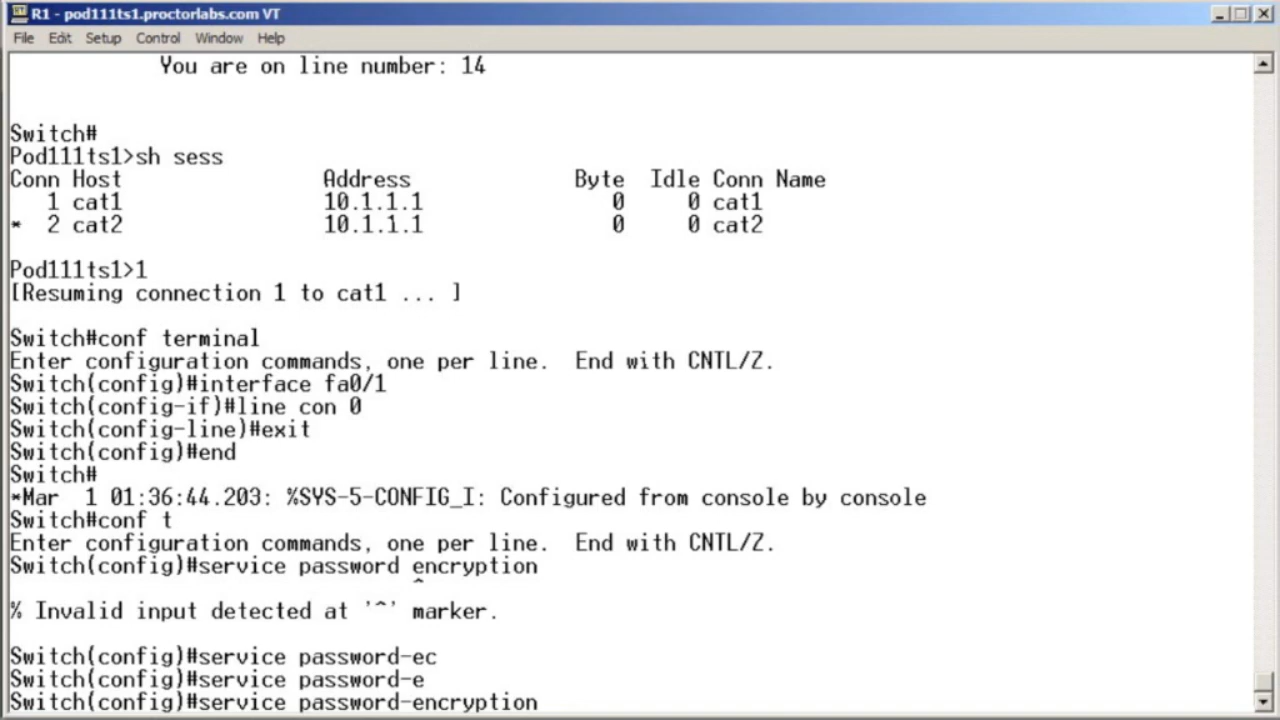 R1 - pod111ts1.proctorlabs.com VT
File Edit Setup Control Window Help
You are on line number: 14
Switch#
Pod111ts1>sh sess
Conn Host Address Byte Idle Conn Name
1 cat1 10.1.1.1 0 0 cat1
* 2 cat2 10.1.1.1 0 0 cat2
Pod111ts1>1
[Resuming connection 1 to cat1 ... ]
Switch#conf terminal
Enter configuration commands, one per line. End with CNTL/Z.
Switch(config)#interface fa0/1
Switch(config-if)#line con 0
Switch(config-line)#exit
Switch(config)#end
Switch#
*Mar 1 01:36:44.203: %SYS-5-CONFIG_I: Configured from console by console
Switch#conf t
Enter configuration commands, one per line. End with CNTL/Z.
Switch(config)#service password encryption
^
% Invalid input detected at '^' marker.
Switch(config)#service password-ec
Switch(config)#service password-e
Switch(config)#service password-encryption